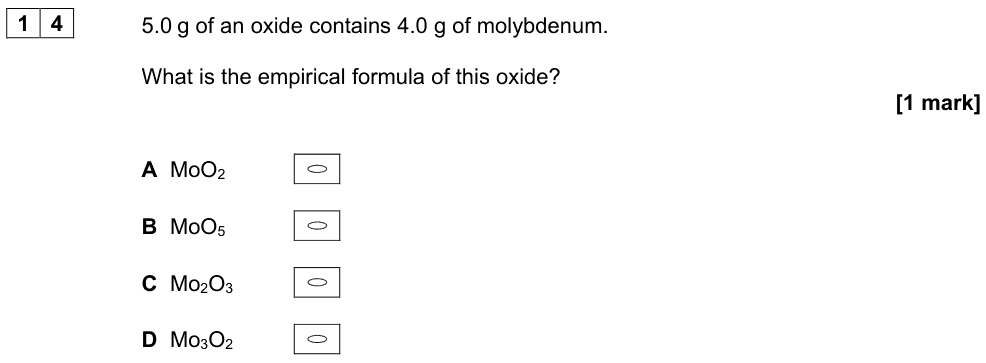 1 4 5.0 g of an oxide contains 4.0 g of molybdenum.
What is the empirical formula of this oxide?
[1 mark]
A MoO₂
B MoO₅
C Mo₂O₃
D Mo₃O₂